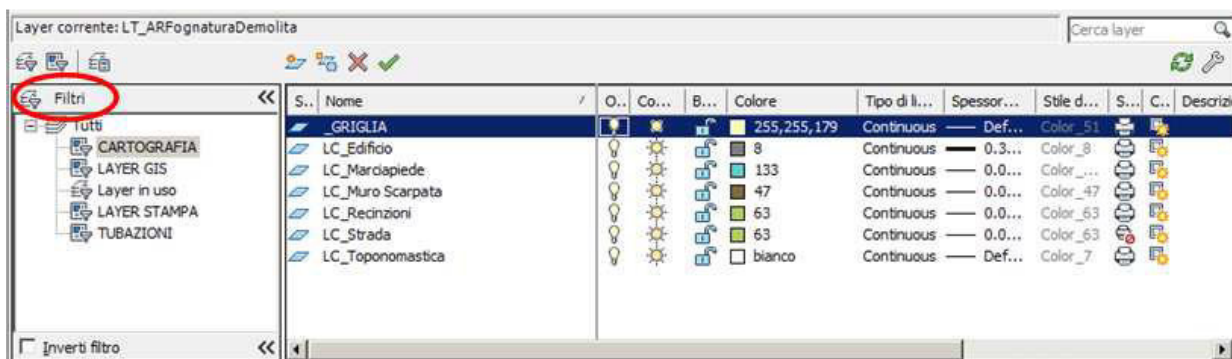 Layer corrente: LT_ARFognaturaDemolita
Cerca layer
Filtri
S.. Nome O.. Co... B... Colore Tipo di li... Spessor... Stile d... S... C... Descrizi
Tutti
CARTOGRAFIA
LAYER GIS
Layer in uso
LAYER STAMPA
TUBAZIONI
_GRIGLIA 255,255,179 Continuous Def... Color_51
LC_Edificio 8 Continuous 0.3... Color_8
LC_Marciapiede 133 Continuous 0.0... Color_...
LC_Muro Scarpata 47 Continuous 0.0... Color_47
LC_Recinzioni 63 Continuous 0.0... Color_63
LC_Strada 63 Continuous 0.0... Color_63
LC_Toponomastica bianco Continuous Def... Color_7
Inverti filtro